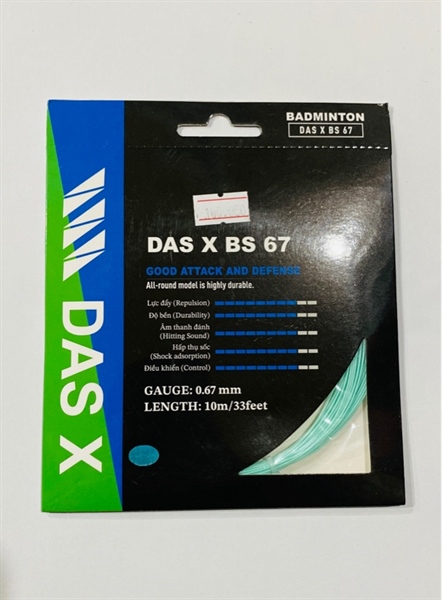 BADMINTON
DAS X BS 67
DAS X BS 67
GOOD ATTACK AND DEFENSE
All-round model is highly durable.
Lực đẩy (Repulsion)
Độ bền (Durability)
Âm thanh đánh
(Hitting Sound)
Hấp thụ sốc
(Shock adsorption)
Điều khiển (Control)
GAUGE: 0.67 mm
LENGTH: 10m/33feet
DAS X